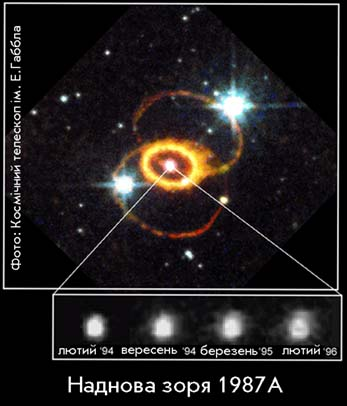 Фото: Космічний телескоп ім. Е.Габбла
лютий '94 вересень '94 березень '95 лютий '96
Наднова зоря 1987А